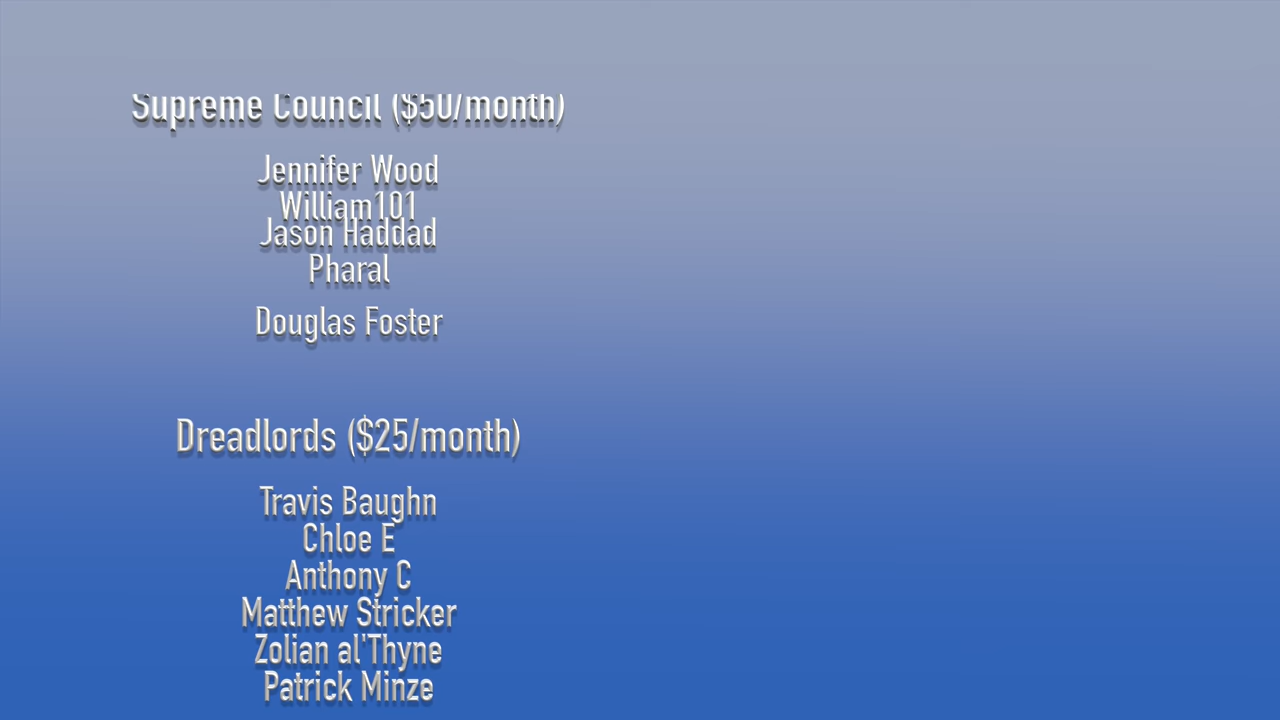 Supreme Council ($50/month)
Jennifer Wood
William101
Jason Haddad
Pharal
Douglas Foster
Dreadlords ($25/month)
Travis Baughn
Chloe E
Anthony C
Matthew Stricker
Zolian al'Thyne
Patrick Minze